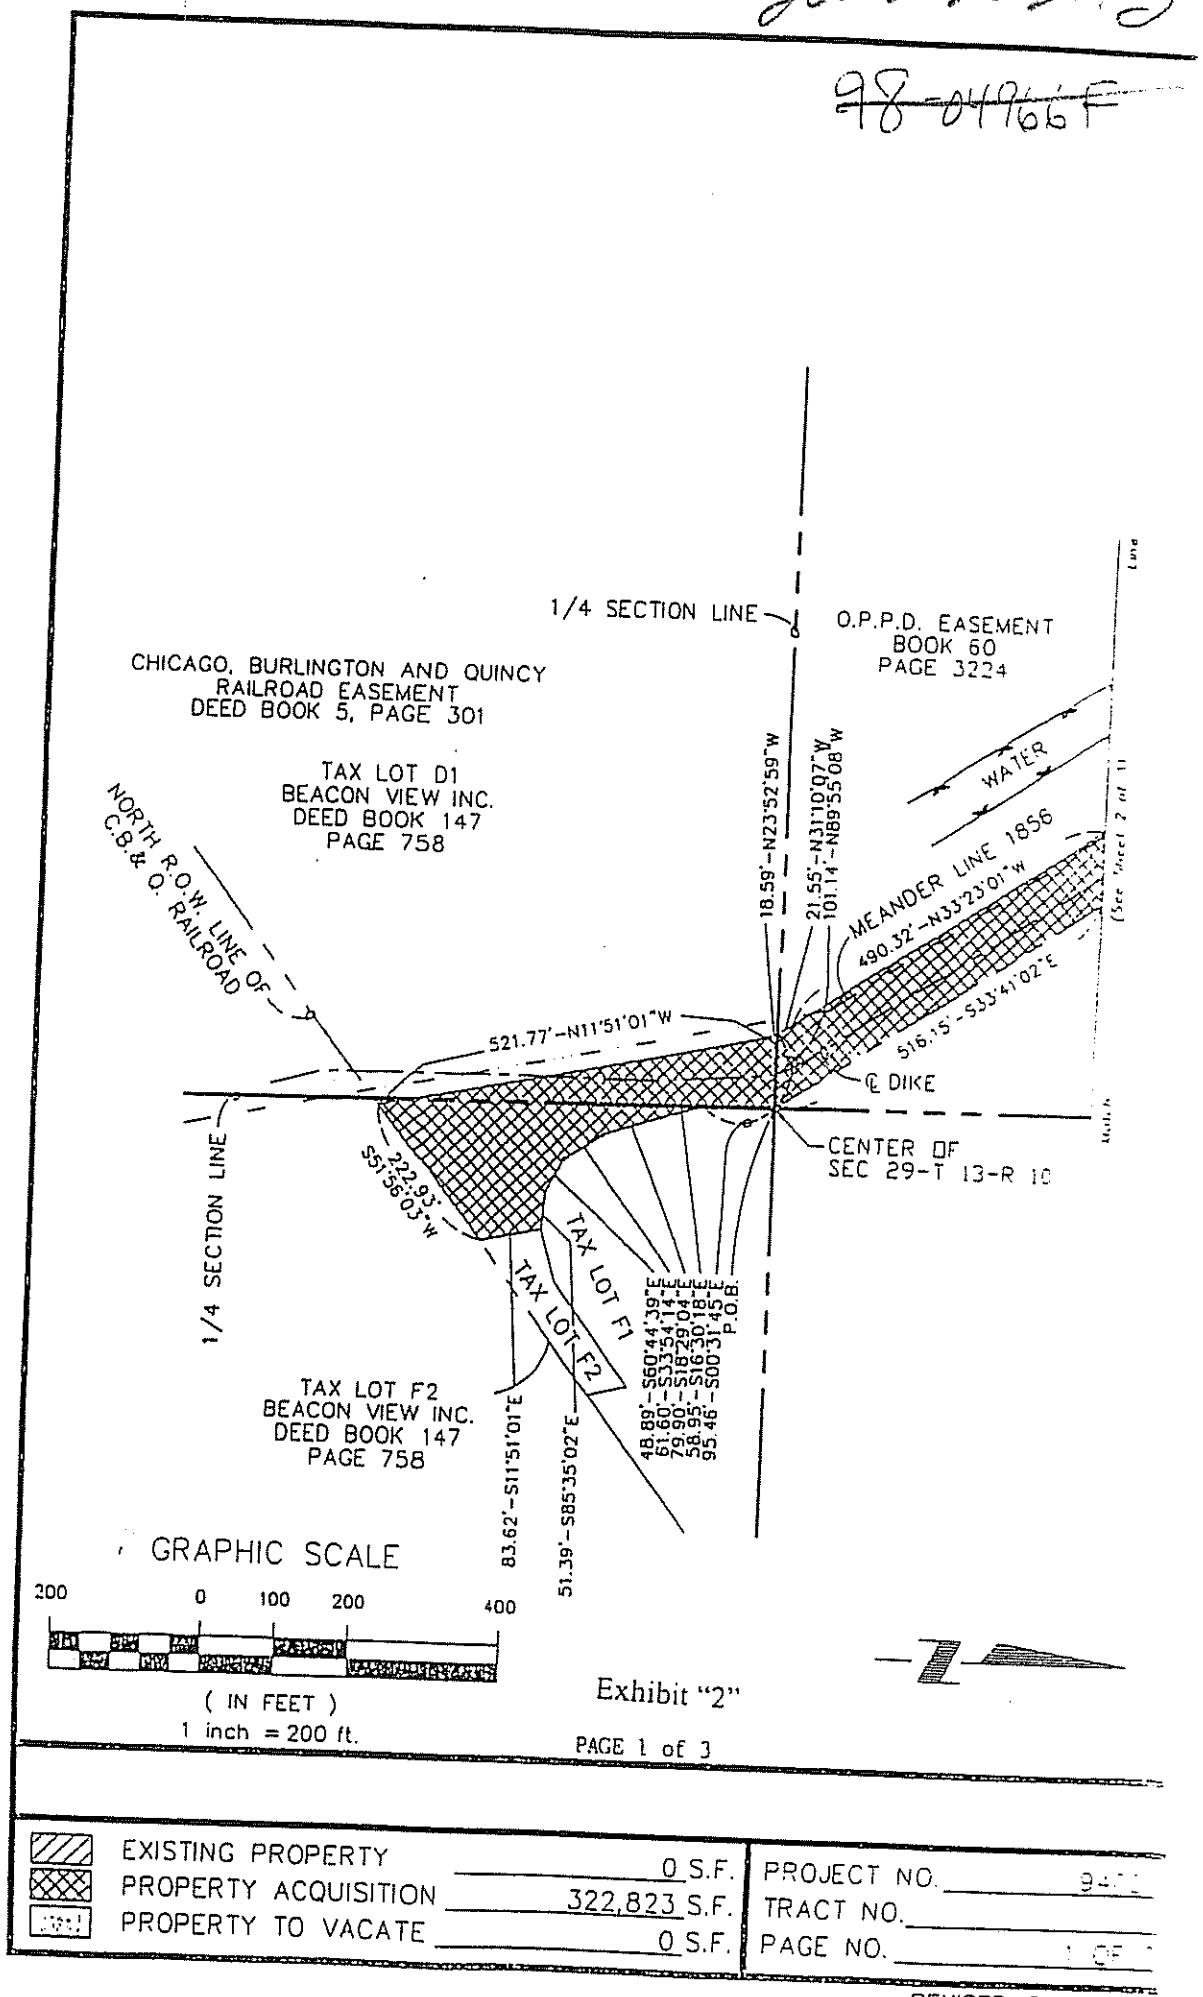 98-04966F
1/4 SECTION LINE
O.P.P.D. EASEMENT
BOOK 60
PAGE 3224
CHICAGO, BURLINGTON AND QUINCY
RAILROAD EASEMENT
DEED BOOK 5, PAGE 301
TAX LOT D1
BEACON VIEW INC.
DEED BOOK 147
PAGE 758
NORTH R.O.W. LINE OF
C.B.& Q. RAILROAD
18.59'-N23°52'59"W
21.55'-N31°10'07"W
101.14'-N89°55'08"W
WATER
MEANDER LINE 1856
490.32'-N33°23'01"W
Line
(See Sheet 2 of
Match
516.15'-S33°41'02"E
521.77'-N11°51'01"W
℄ DIKE
CENTER OF
SEC 29-T 13-R 10
222.93'
S51°56'03"W
1/4 SECTION LINE
TAX LOT F1
TAX LOT F2
48.89'-S60°44'39"E
61.60'-S33°54'14"E
79.90'-S18°29'04"E
58.95'-S16°30'18"E
95.46'-S00°31'45"E
P.O.B.
TAX LOT F2
BEACON VIEW INC.
DEED BOOK 147
PAGE 758
83.62'-S11°51'01"E
51.39'-S85°35'02"E
GRAPHIC SCALE
200 0 100 200 400
( IN FEET )
1 inch = 200 ft.
Exhibit “2”
PAGE 1 of 3
EXISTING PROPERTY 0 S.F.
PROPERTY ACQUISITION 322,823 S.F.
PROPERTY TO VACATE 0 S.F.
PROJECT NO.
TRACT NO.
PAGE NO. 1 OF